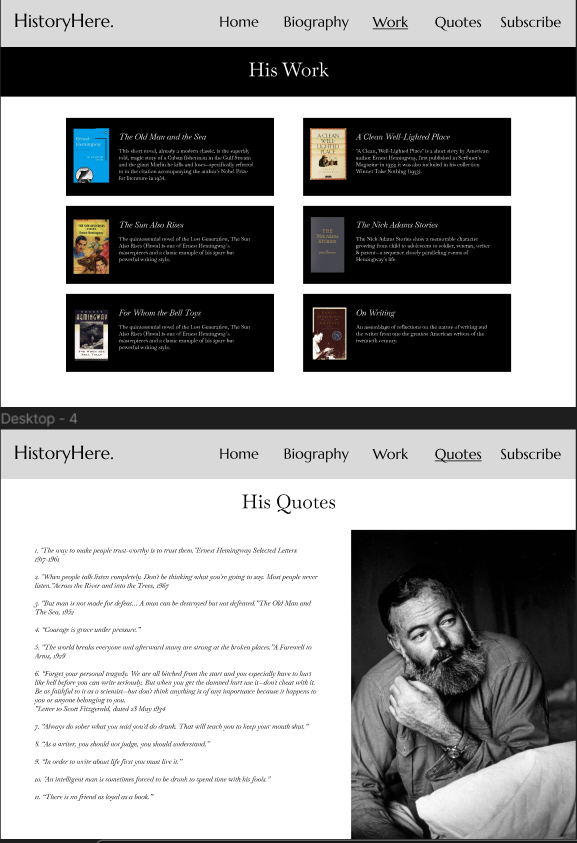 HistoryHere.
Home Biography Work Quotes Subscribe
His Work
The Old Man and the Sea
This short novel, already a modern classic, is the superbly
told, tragic story of a Cuban fisherman in the Gulf Stream
and the giant Marlin he kills and loses—specifically referred
to in the citation accompanying the author's Nobel Prize
for literature in 1954.
A Clean Well-Lighted Place
"A Clean, Well-Lighted Place" is a short story by American
author Ernest Hemingway, first published in Scribner's
Magazine in 1933; it was also included in his collection
Winner Take Nothing (1933).
The Sun Also Rises
The quintessential novel of the Lost Generation, The Sun
Also Rises (Fiesta) is one of Ernest Hemingway's
masterpieces and a classic example of his spare but
powerful writing style.
The Nick Adams Stories
The Nick Adams Stories show a memorable character
growing from child to adolescent to soldier, veteran, writer
& parent—a sequence closely paralleling events of
Hemingway's life.
For Whom the Bell Toys
The quintessential novel of the Lost Generation, The Sun
Also Rises (Fiesta) is one of Ernest Hemingway's
masterpieces and a classic example of his spare but
powerful writing style.
On Writing
An assemblage of reflections on the nature of writing and
the writer from one the greatest American writers of the
twentieth century.
Desktop - 4
HistoryHere.
Home Biography Work Quotes Subscribe
His Quotes
1. "The way to make people trust-worthy is to trust them."Ernest Hemingway Selected Letters
1917-1961
2. "When people talk listen completely. Don't be thinking what you're going to say. Most people never
listen."Across the River and into the Trees, 1967
3. "But man is not made for defeat... A man can be destroyed but not defeated."The Old Man and
The Sea, 1952
4. "Courage is grace under pressure."
5. "The world breaks everyone and afterward many are strong at the broken places."A Farewell to
Arms, 1929
6. "Forget your personal tragedy. We are all bitched from the start and you especially have to hurt
like hell before you can write seriously. But when you get the damned hurt use it—don't cheat with it.
Be as faithful to it as a scientist—but don't think anything is of any importance because it happens to
you or anyone belonging to you.
"Letter to Scott Fitzgerald, dated 28 May 1934
7. "Always do sober what you said you'd do drunk. That will teach you to keep your mouth shut."
8. "As a writer, you should not judge, you should understand."
9. "In order to write about life first you must live it."
10. "An intelligent man is sometimes forced to be drunk to spend time with his fools."
11. "There is no friend as loyal as a book."